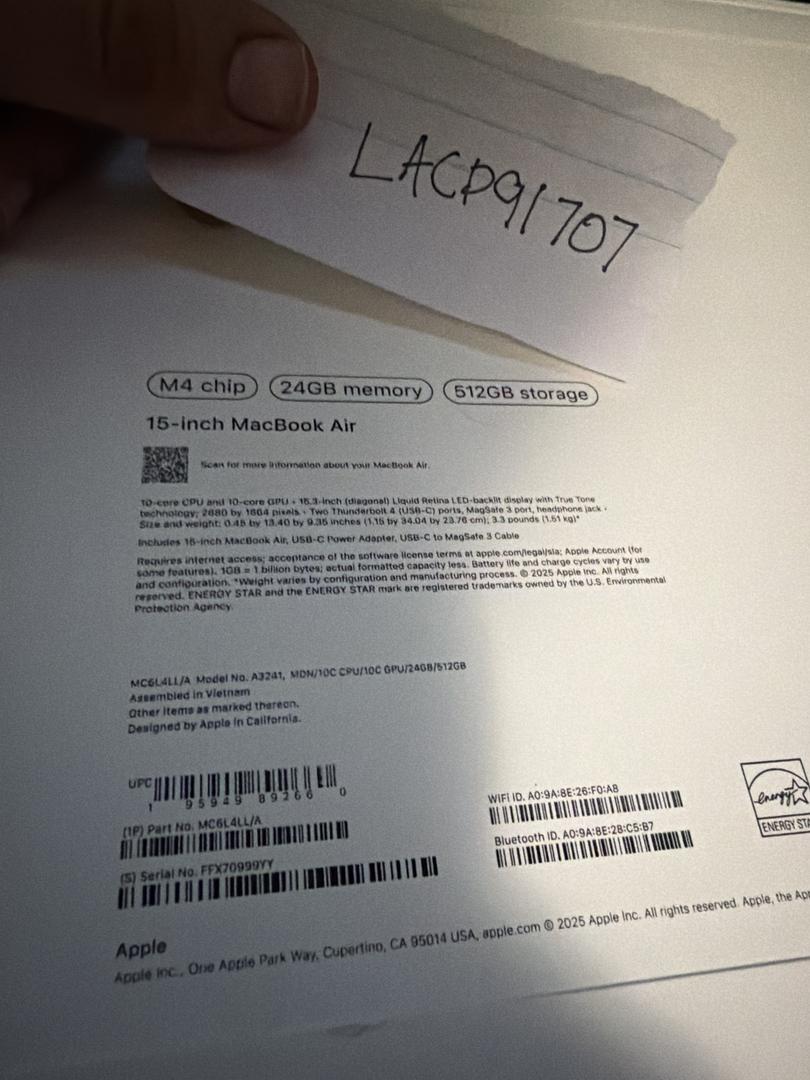 LACD91707
M4 chip 24GB memory 512GB storage
15-inch MacBook Air
Scan for more information about your MacBook Air.
10-core CPU and 10-core GPU • 15.3-inch (diagonal) Liquid Retina LED-backlit display with True Tone
technology; 2880 by 1864 pixels • Two Thunderbolt 4 (USB-C) ports, MagSafe 3 port, headphone jack •
Size and weight: 0.45 by 13.40 by 9.35 inches (1.15 by 34.04 by 23.76 cm); 3.3 pounds (1.51 kg)*
Includes 15-inch MacBook Air, USB-C Power Adapter, USB-C to MagSafe 3 Cable
Requires internet access; acceptance of the software license terms at apple.com/legal/sla; Apple Account (for
some features). 1GB = 1 billion bytes; actual formatted capacity less. Battery life and charge cycles vary by use
and configuration. *Weight varies by configuration and manufacturing process. © 2025 Apple Inc. All rights
reserved. ENERGY STAR and the ENERGY STAR mark are registered trademarks owned by the U.S. Environmental
Protection Agency.
MC6L4LL/A Model No. A3241, MDN/10C CPU/10C GPU/24GB/512GB
Assembled in Vietnam
Other items as marked thereon.
Designed by Apple in California.
UPC
1 95949 89266 0
(1P) Part No. MC6L4LL/A
(S) Serial No. FFX70999YY
WiFi ID. A0:9A:8E:26:F0:A8
Bluetooth ID. A0:9A:8E:28:C5:B7
energy
ENERGY STA
Apple
Apple Inc., One Apple Park Way, Cupertino, CA 95014 USA, apple.com © 2025 Apple Inc. All rights reserved. Apple, the App